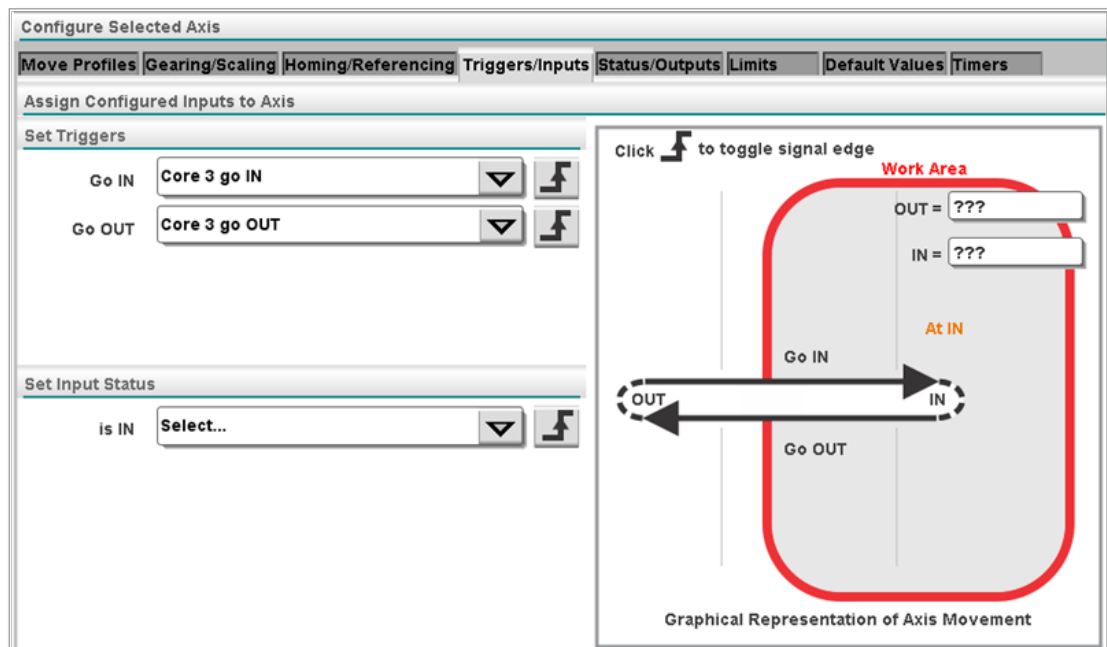 Configure Selected Axis
Move Profiles Gearing/Scaling Homing/Referencing Triggers/Inputs Status/Outputs Limits Default Values Timers
Assign Configured Inputs to Axis
Set Triggers
Go IN Core 3 go IN
Go OUT Core 3 go OUT
Set Input Status
is IN Select...
Click to toggle signal edge
Work Area
OUT = ???
IN = ???
At IN
Go IN
OUT IN
Go OUT
Graphical Representation of Axis Movement